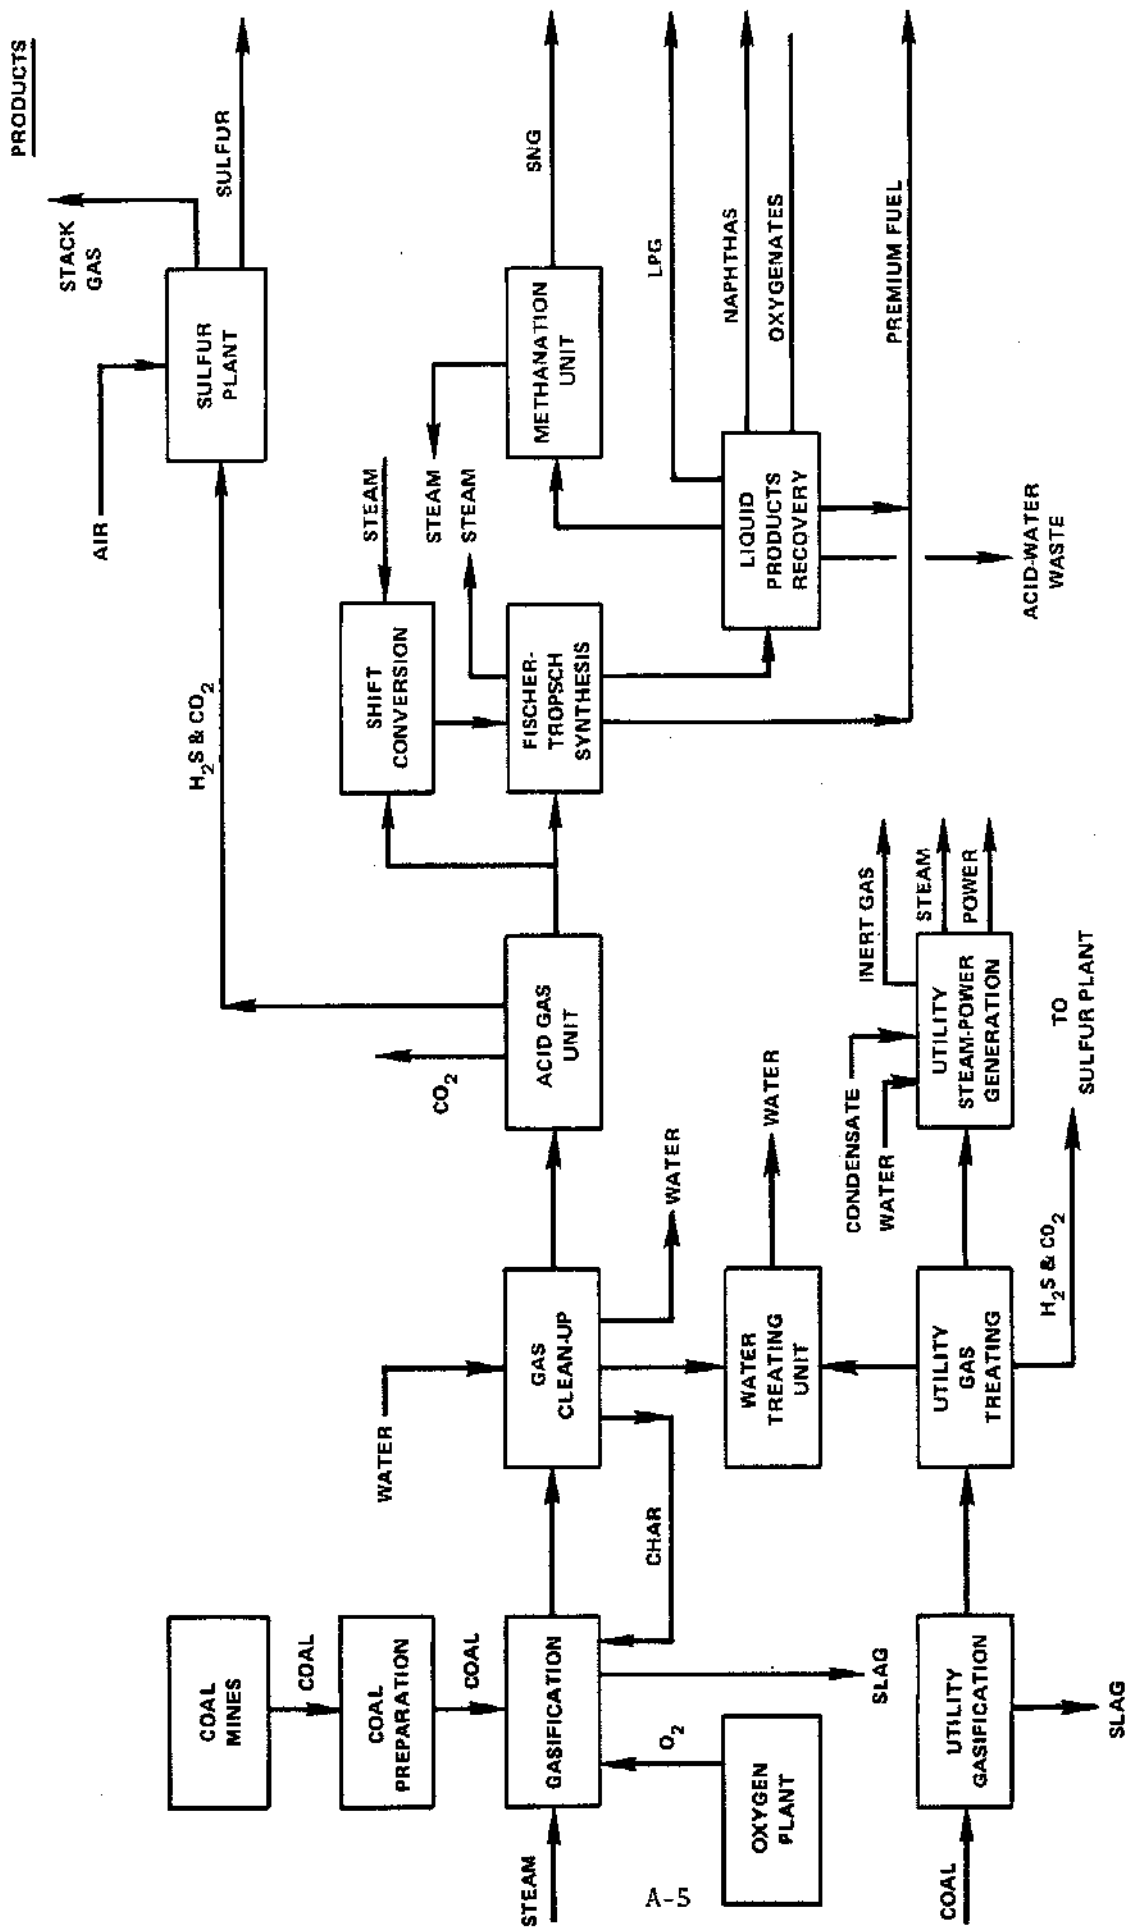 PRODUCTS
STACK
GAS
SULFUR
AIR
SULFUR
PLANT
H2S & CO2
COAL
MINES
COAL
COAL
PREPARATION
COAL
STEAM
GASIFICATION
O2
OXYGEN
PLANT
SLAG
CHAR
WATER
GAS
CLEAN-UP
WATER
CO2
ACID GAS
UNIT
SHIFT
CONVERSION
STEAM
FISCHER-
TROPSCH
SYNTHESIS
STEAM
STEAM
METHANATION
UNIT
SNG
LIQUID
PRODUCTS
RECOVERY
LPG
NAPHTHAS
OXYGENATES
PREMIUM FUEL
ACID-WATER
WASTE
WATER
TREATING
UNIT
WATER
COAL
UTILITY
GASIFICATION
SLAG
UTILITY
GAS
TREATING
H2S & CO2
TO
SULFUR PLANT
CONDENSATE
WATER
UTILITY
STEAM-POWER
GENERATION
INERT GAS
STEAM
POWER
A-5